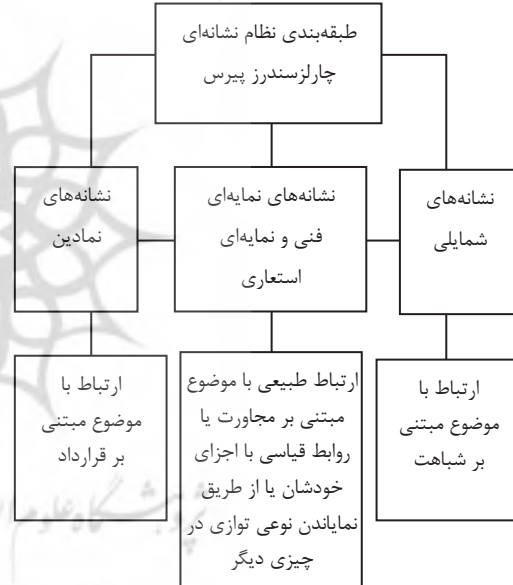 طبقه‌بندی نظام نشانه‌ای
چارلزسندرز پیرس
نشانه‌های
شمایلی
نشانه‌های نمایه‌ای
فنی و نمایه‌ای
استعاری
نشانه‌های
نمادین
ارتباط با
موضوع مبتنی
بر شباهت
ارتباط طبیعی با موضوع
مبتنی بر مجاورت یا
روابط قیاسی با اجزای
خودشان یا از طریق
نمایاندن نوعی توازی در
چیزی دیگر
ارتباط با
موضوع مبتنی
بر قرارداد